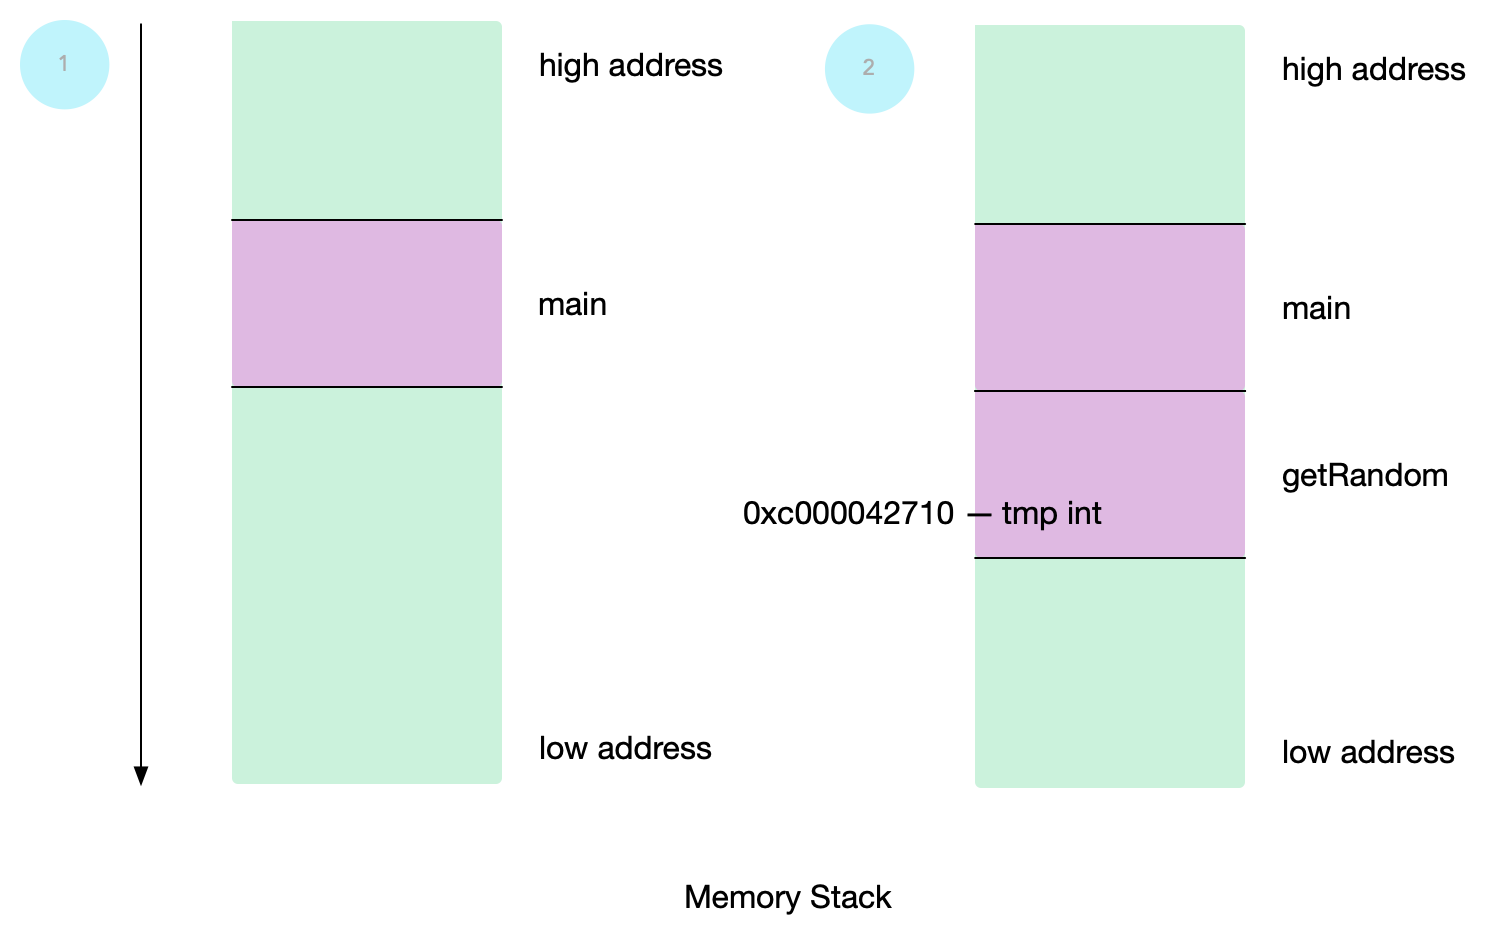 1
high address
main
low address
2
high address
main
getRandom
0xc000042710 — tmp int
low address
Memory Stack